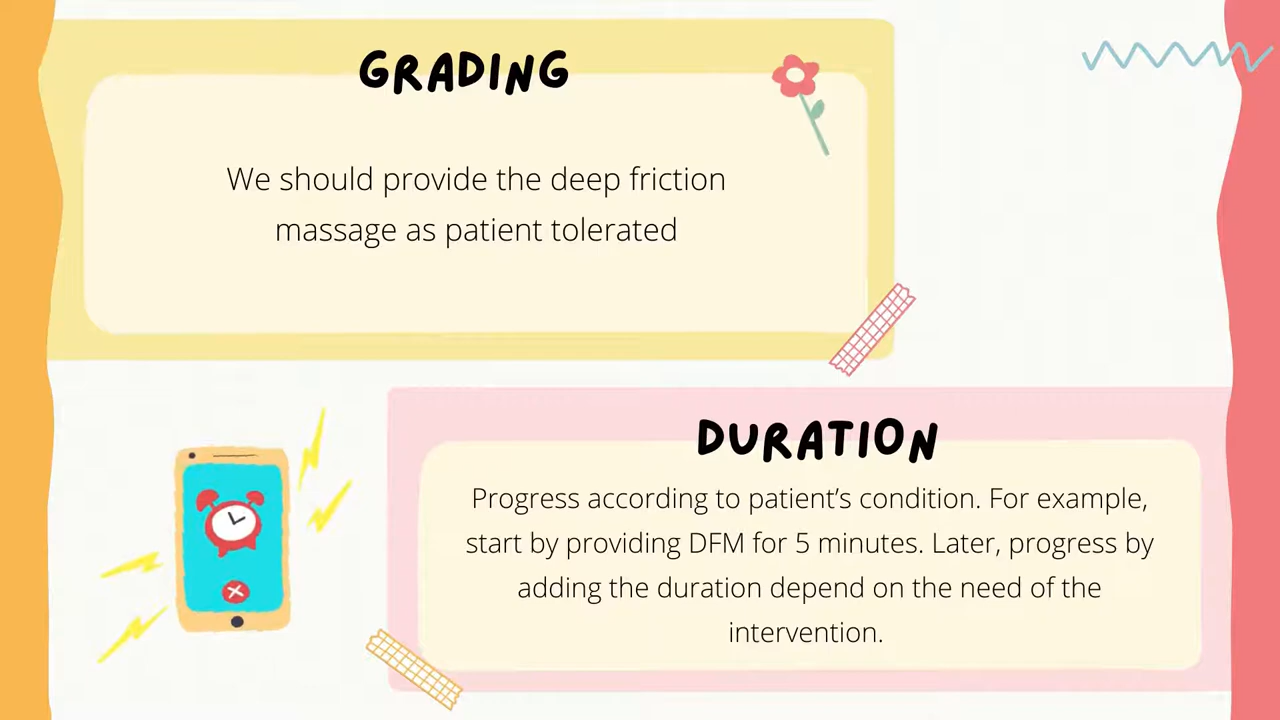 GRADING
We should provide the deep friction
massage as patient tolerated
DURATION
Progress according to patient’s condition. For example,
start by providing DFM for 5 minutes. Later, progress by
adding the duration depend on the need of the
intervention.